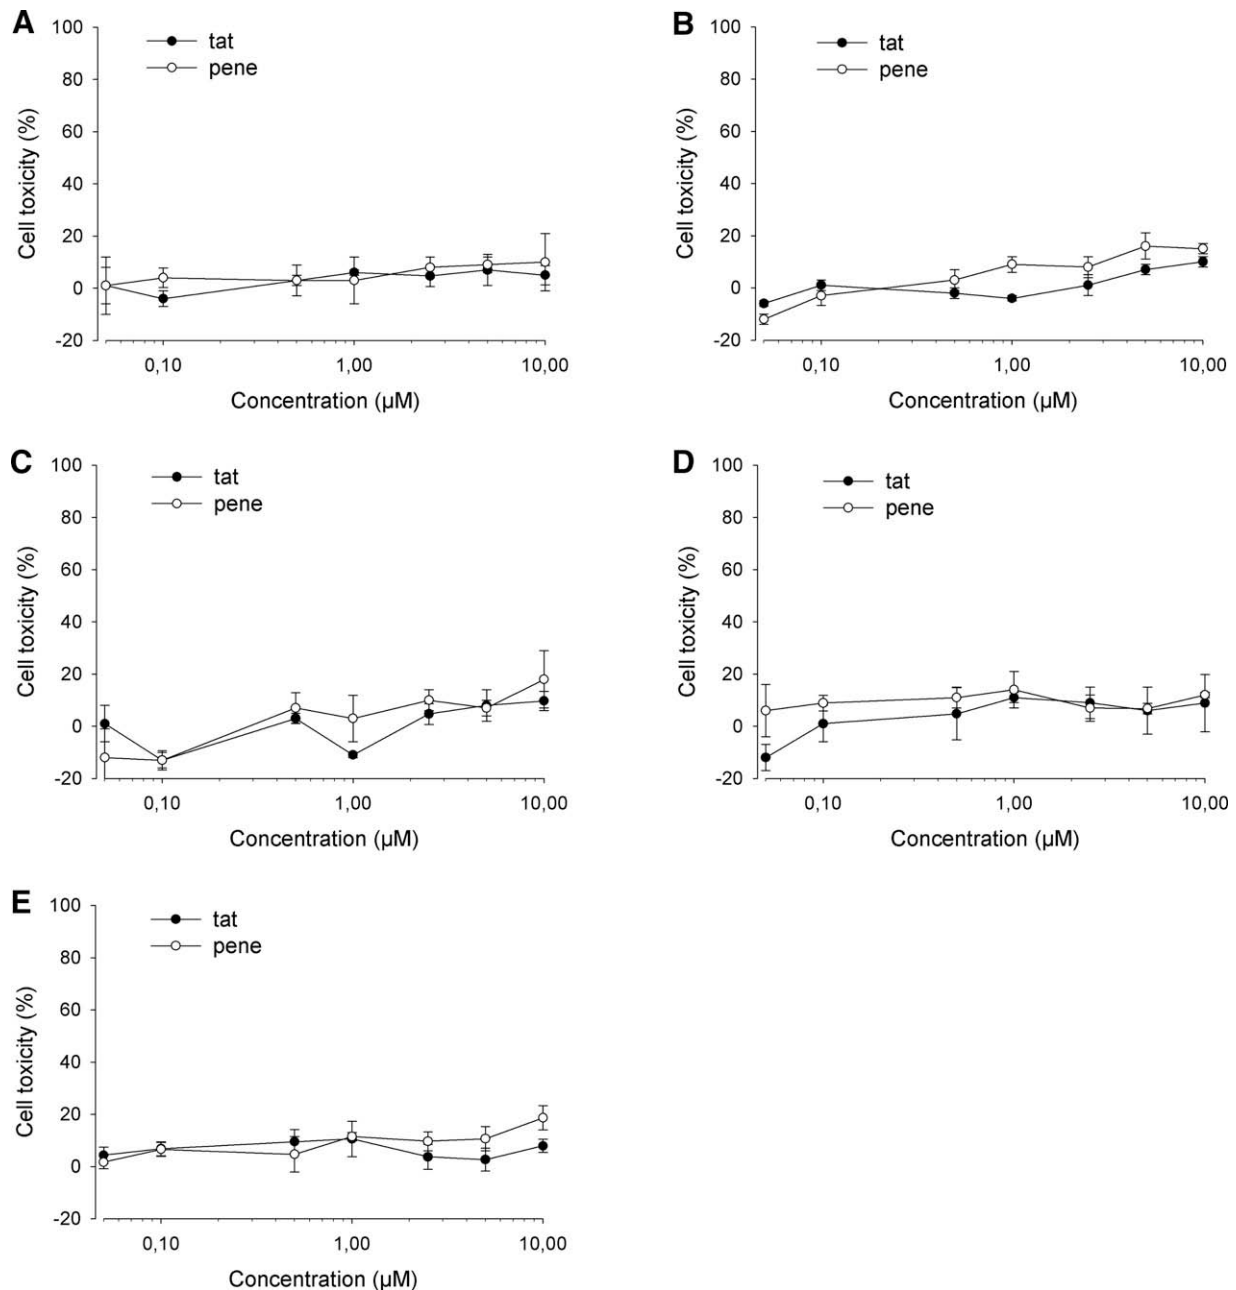 A
tat
pene
100
80
60
40
20
0
-20
Cell toxicity (%)
0,10
1,00
10,00
Concentration (µM)
B
tat
pene
100
80
60
40
20
0
-20
Cell toxicity (%)
0,10
1,00
10,00
Concentration (µM)
C
tat
pene
100
80
60
40
20
0
-20
Cell toxicity (%)
0,10
1,00
10,00
Concentration (µM)
D
tat
pene
100
80
60
40
20
0
-20
Cell toxicity (%)
0,10
1,00
10,00
Concentration (µM)
E
tat
pene
100
80
60
40
20
0
-20
Cell toxicity (%)
0,10
1,00
10,00
Concentration (µM)